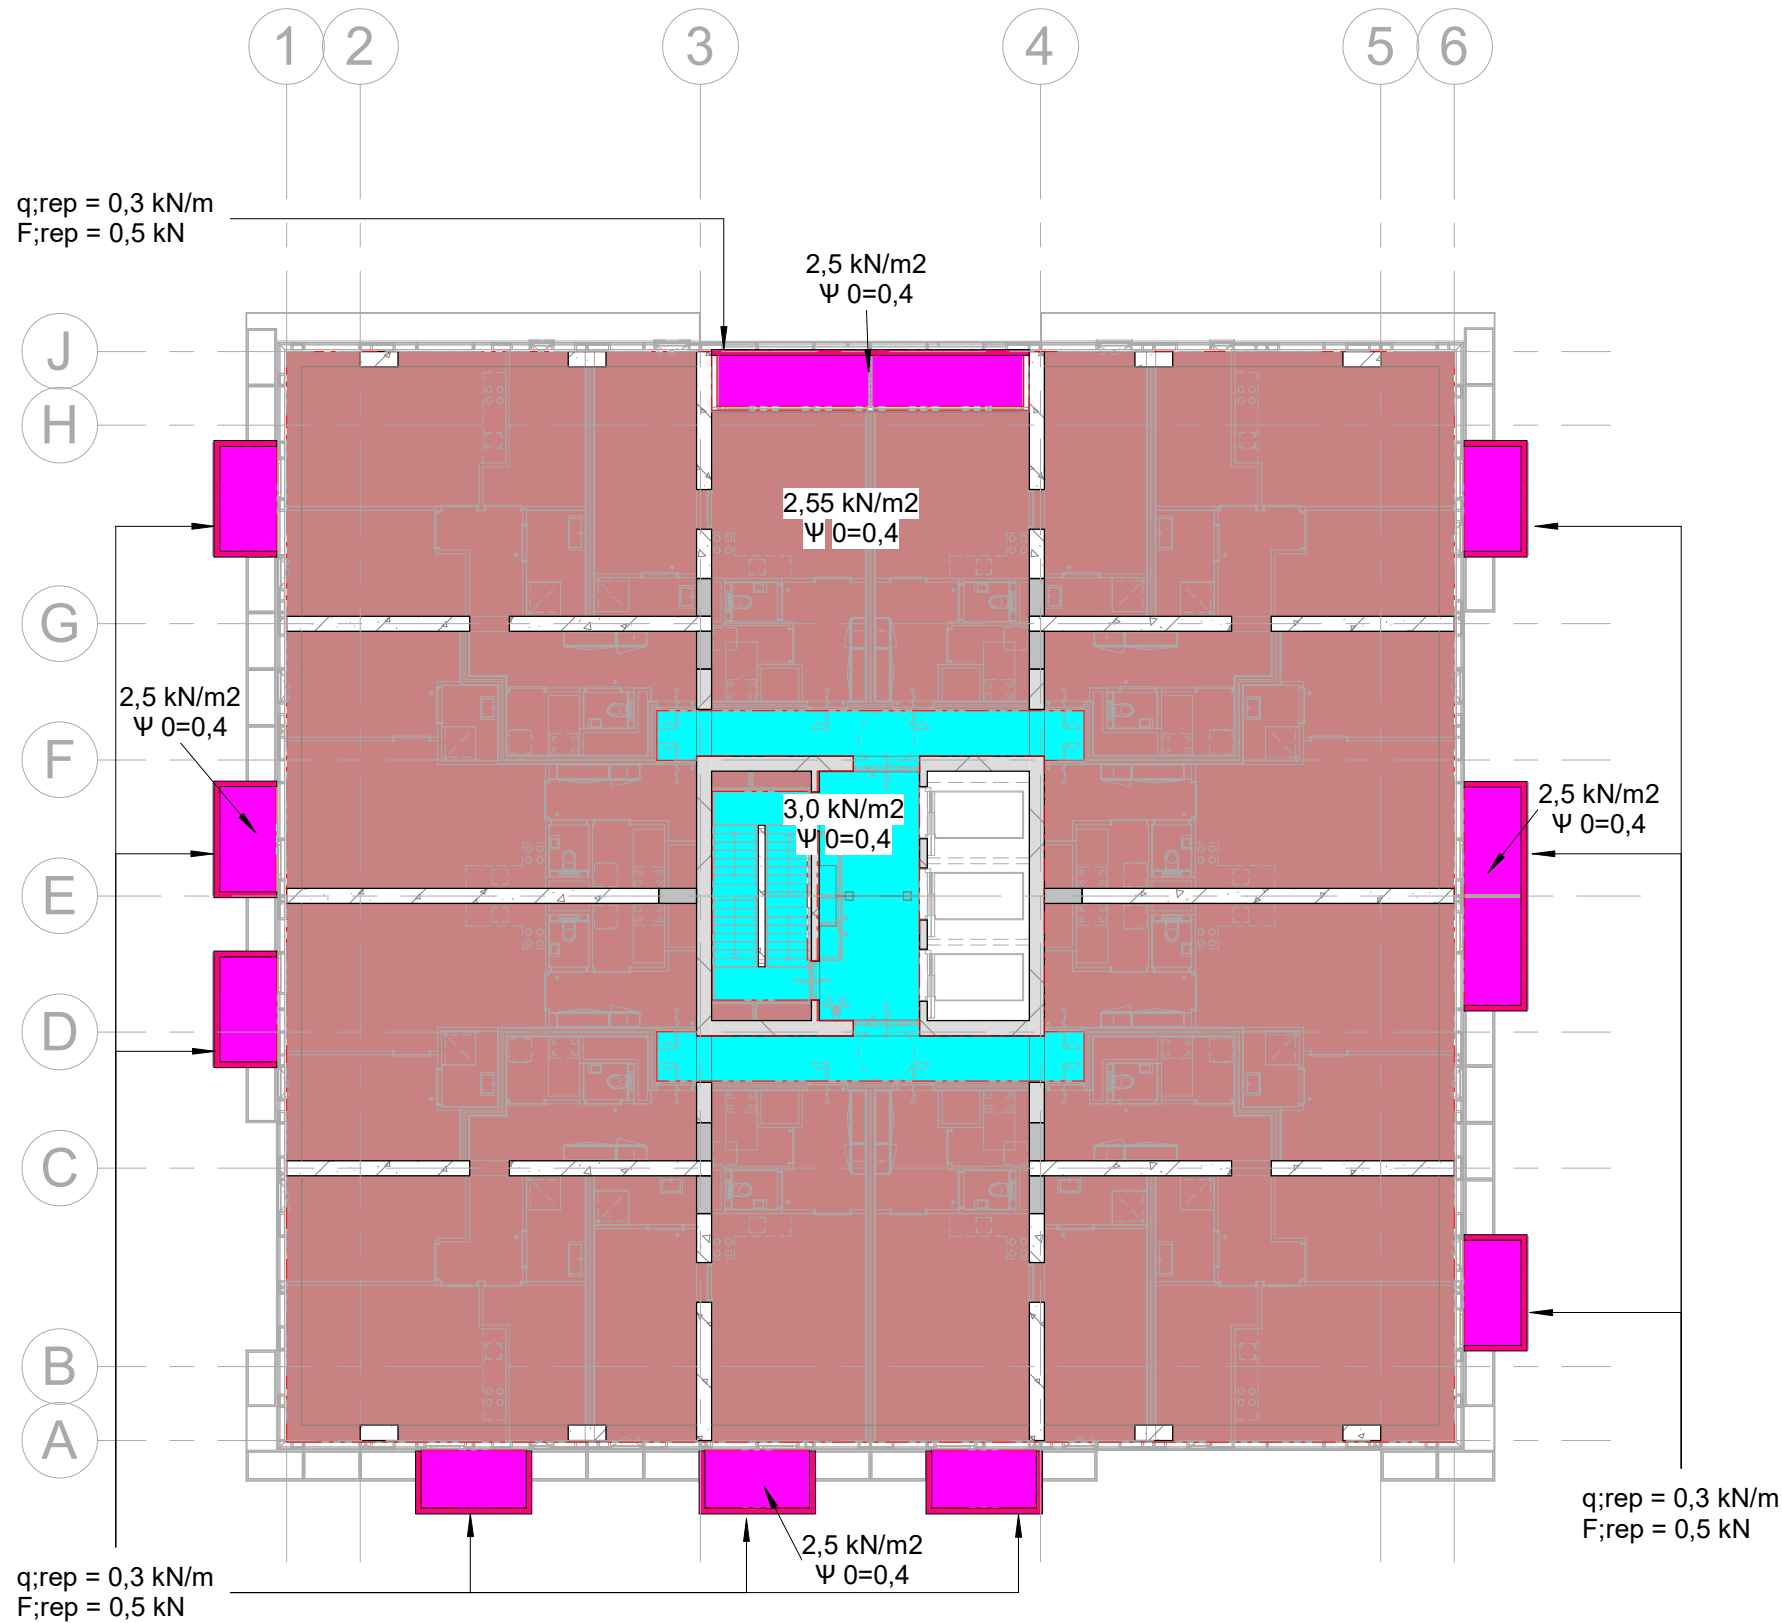 1 2 3 4 5 6
q;rep = 0,3 kN/m
F;rep = 0,5 kN
2,5 kN/m2
Ψ 0=0,4
J
H
2,55 kN/m2
Ψ 0=0,4
G
2,5 kN/m2
Ψ 0=0,4
F
3,0 kN/m2
Ψ 0=0,4
2,5 kN/m2
Ψ 0=0,4
E
D
C
B
A
q;rep = 0,3 kN/m
F;rep = 0,5 kN
2,5 kN/m2
Ψ 0=0,4
q;rep = 0,3 kN/m
F;rep = 0,5 kN